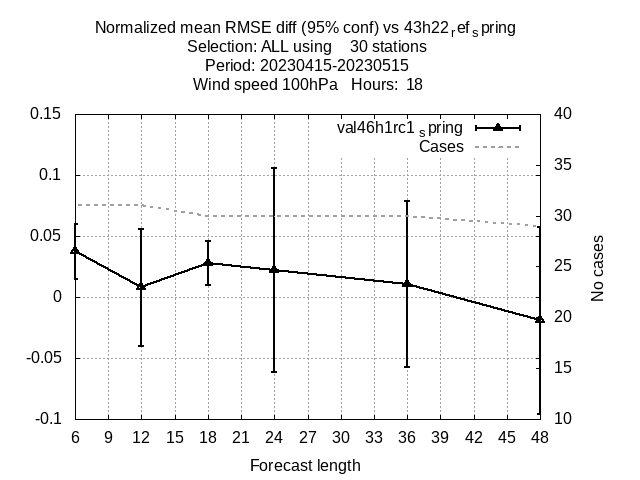 Normalized mean RMSE diff (95% conf) vs 43h22refspring
Selection: ALL using 30 stations
Period: 20230415-20230515
Wind speed 100hPa Hours: 18
val46h1rc1spring
Cases
0.15
0.1
0.05
0
-0.05
-0.1
40
35
30
25
20
15
10
No cases
6 9 12 15 18 21 24 27 30 33 36 39 42 45 48
Forecast length